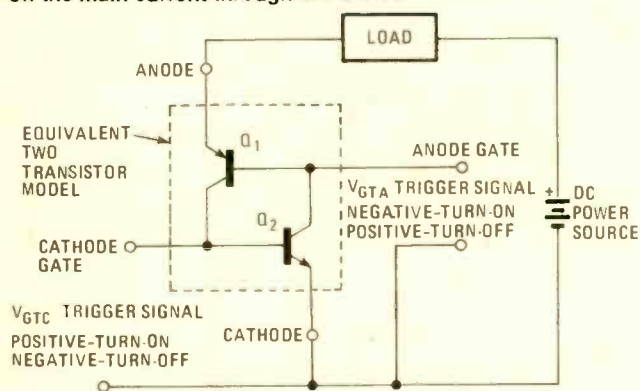 LOAD
ANODE
EQUIVALENT
TWO
TRANSISTOR
MODEL
Q1
ANODE GATE
VGTA TRIGGER SIGNAL
NEGATIVE-TURN-ON
POSITIVE-TURN-OFF
+ DC
POWER
SOURCE
Q2
CATHODE
GATE
VGTC TRIGGER SIGNAL
POSITIVE-TURN-ON
NEGATIVE-TURN-OFF
CATHODE